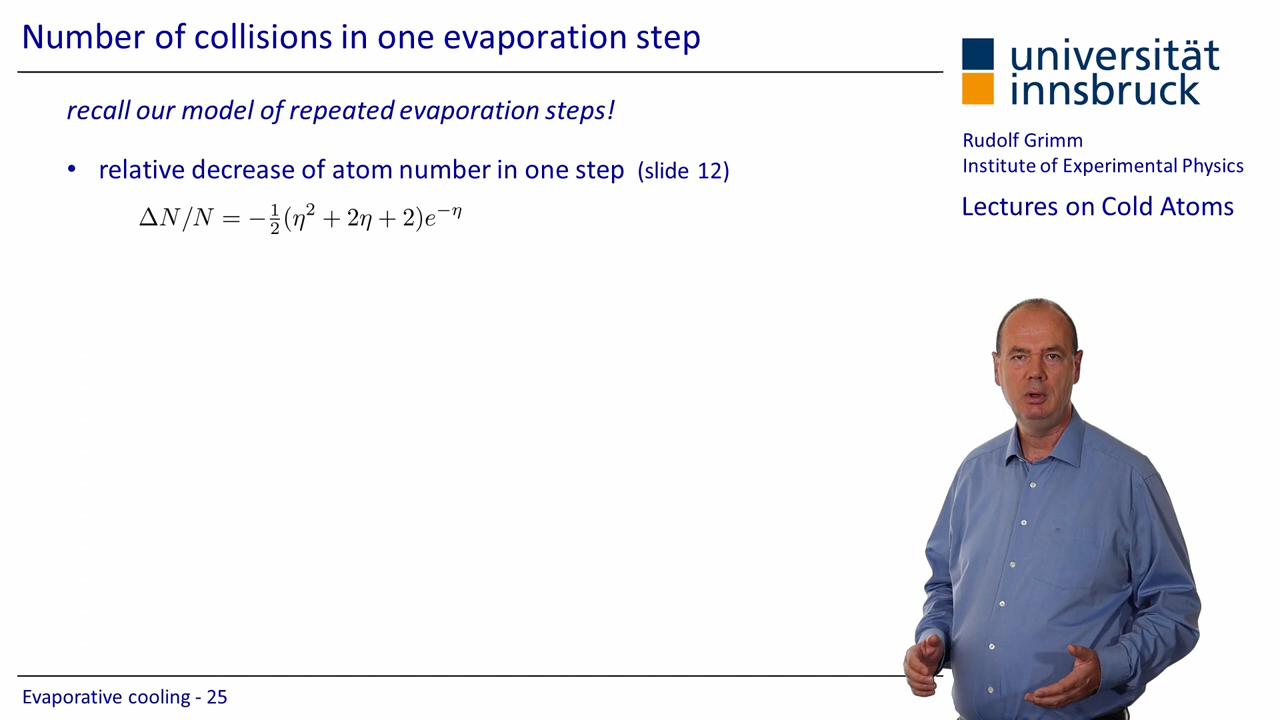 Number of collisions in one evaporation step
universität
innsbruck
recall our model of repeated evaporation steps!
Rudolf Grimm
Institute of Experimental Physics
• relative decrease of atom number in one step (slide 12)
Lectures on Cold Atoms
ΔN/N = −½(η² + 2η + 2)e^{−η}
Evaporative cooling - 25